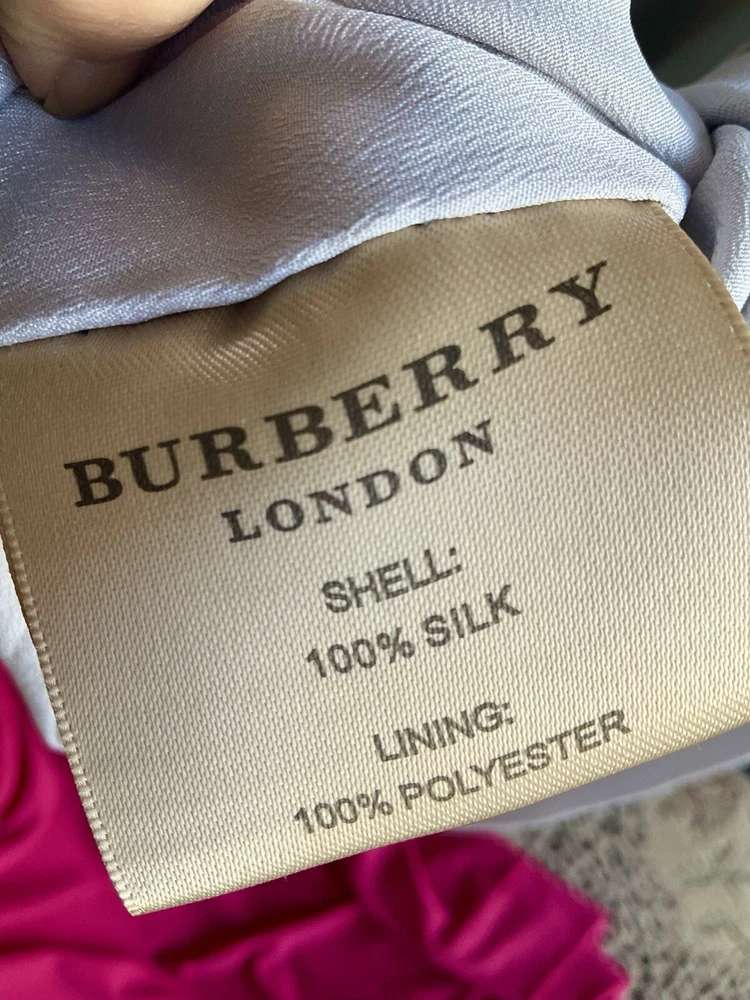 BURBERRY
LONDON
SHELL:
100% SILK
LINING:
100% POLYESTER